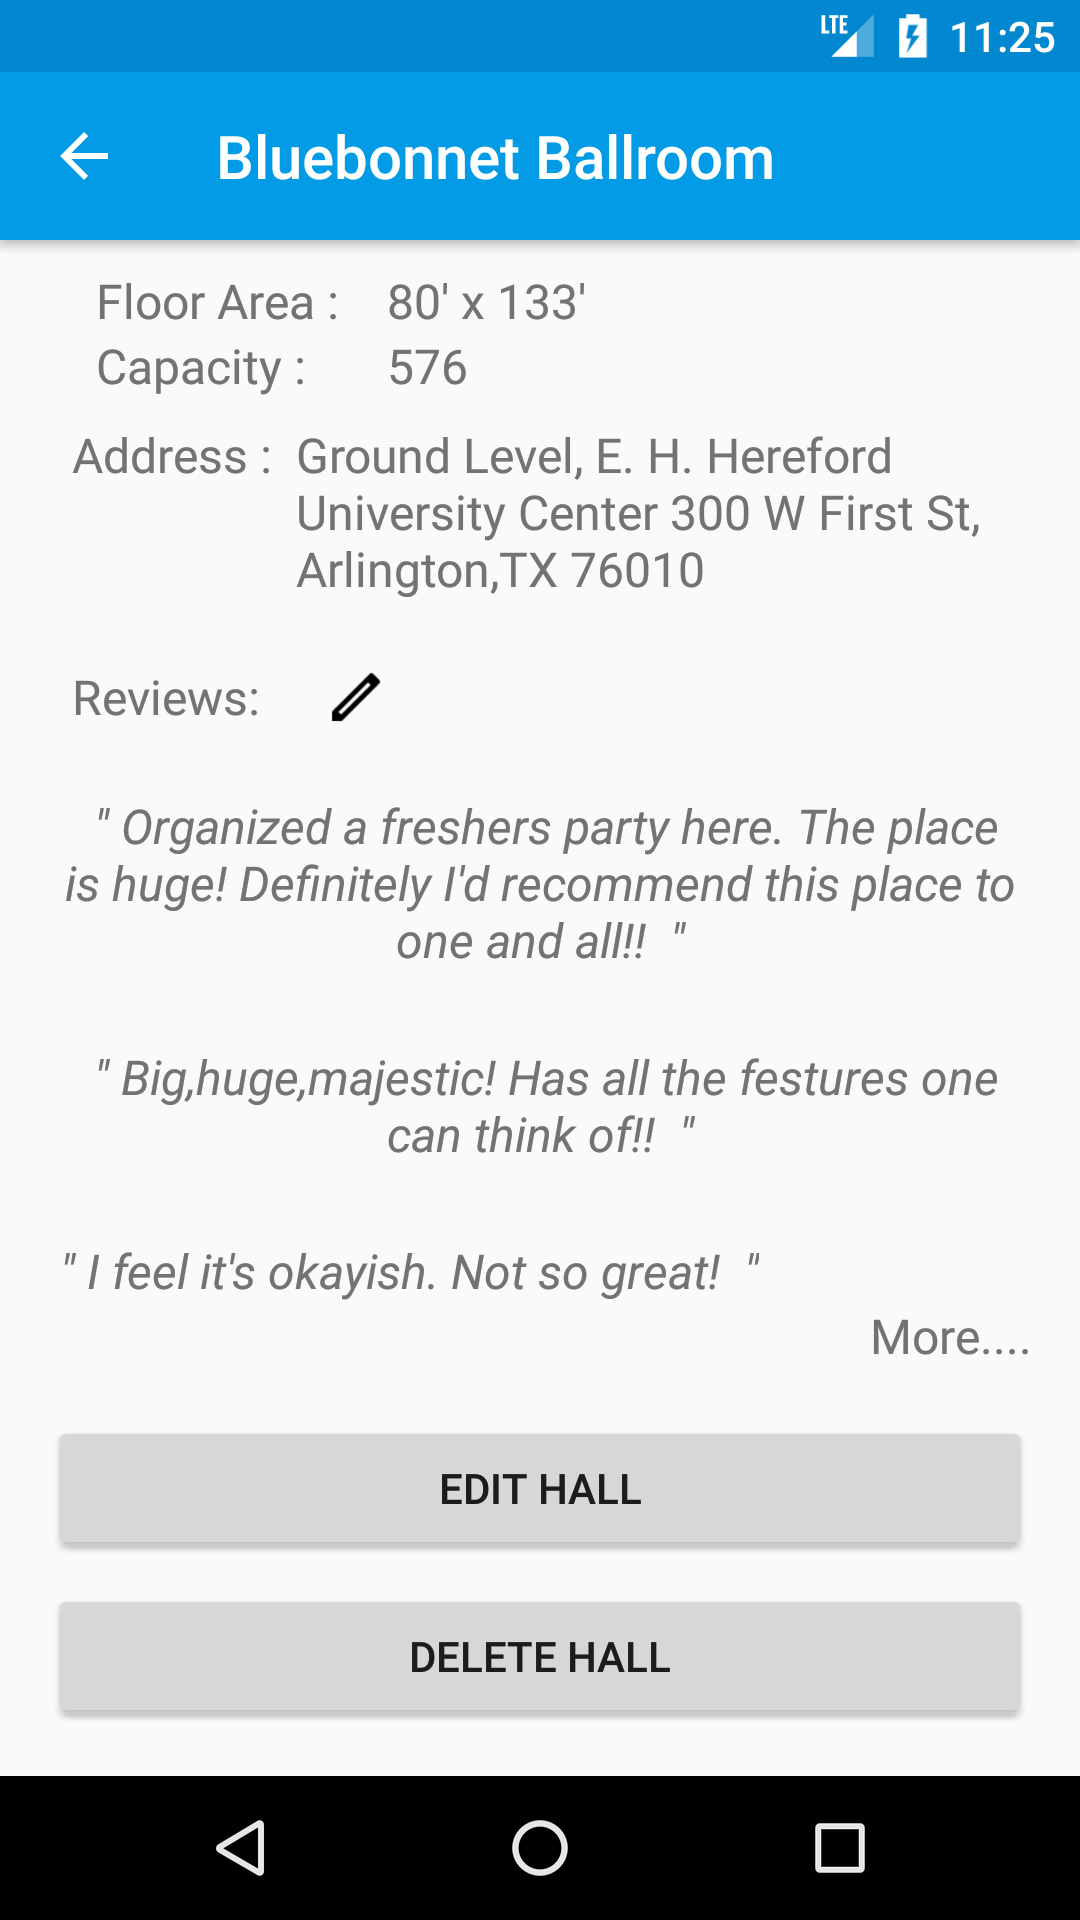 LTE 11:25
Bluebonnet Ballroom
Floor Area : 80' x 133'
Capacity : 576
Address : Ground Level, E. H. Hereford
University Center 300 W First St,
Arlington,TX 76010
Reviews:
" Organized a freshers party here. The place
is huge! Definitely I'd recommend this place to
one and all!! "
" Big,huge,majestic! Has all the festures one
can think of!! "
" I feel it's okayish. Not so great! "
More....
EDIT HALL
DELETE HALL